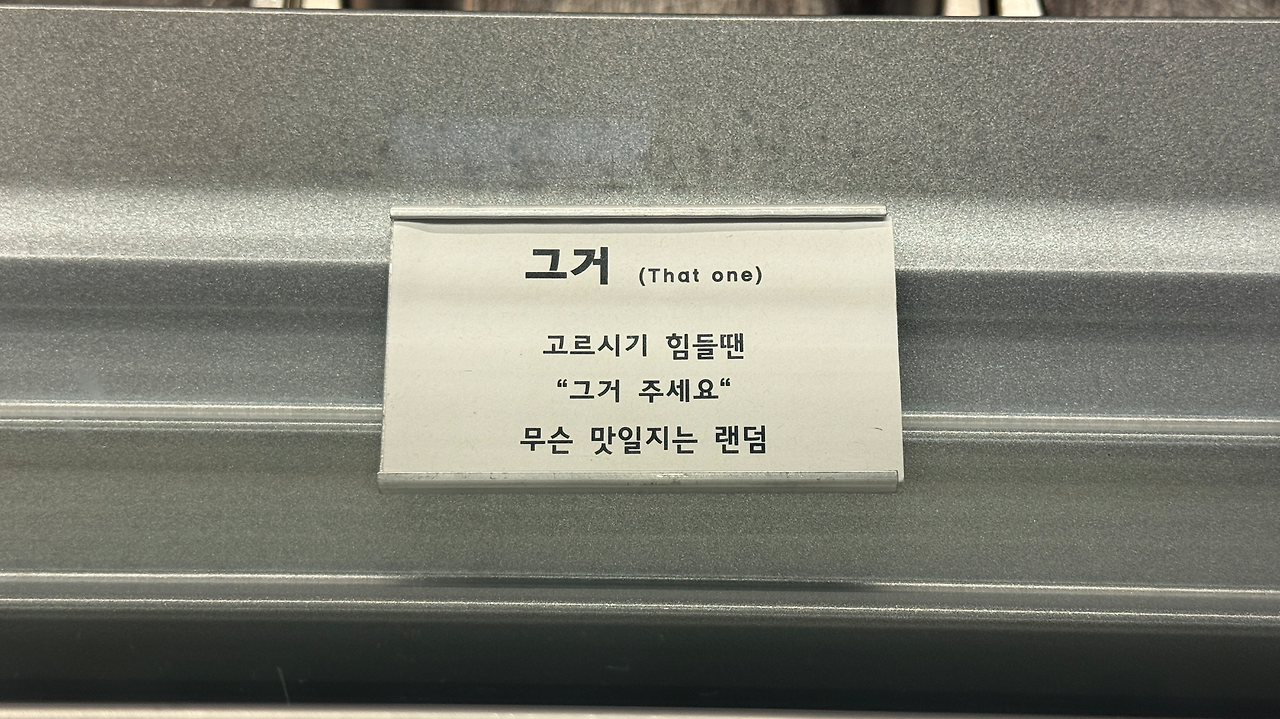 그거 (That one)
고르시기 힘들땐
“그거 주세요“
무슨 맛일지는 랜덤